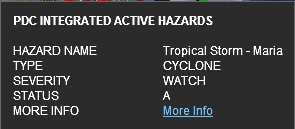 PDC INTEGRATED ACTIVE HAZARDS
HAZARD NAME Tropical Storm - Maria
TYPE CYCLONE
SEVERITY WATCH
STATUS A
MORE INFO More Info